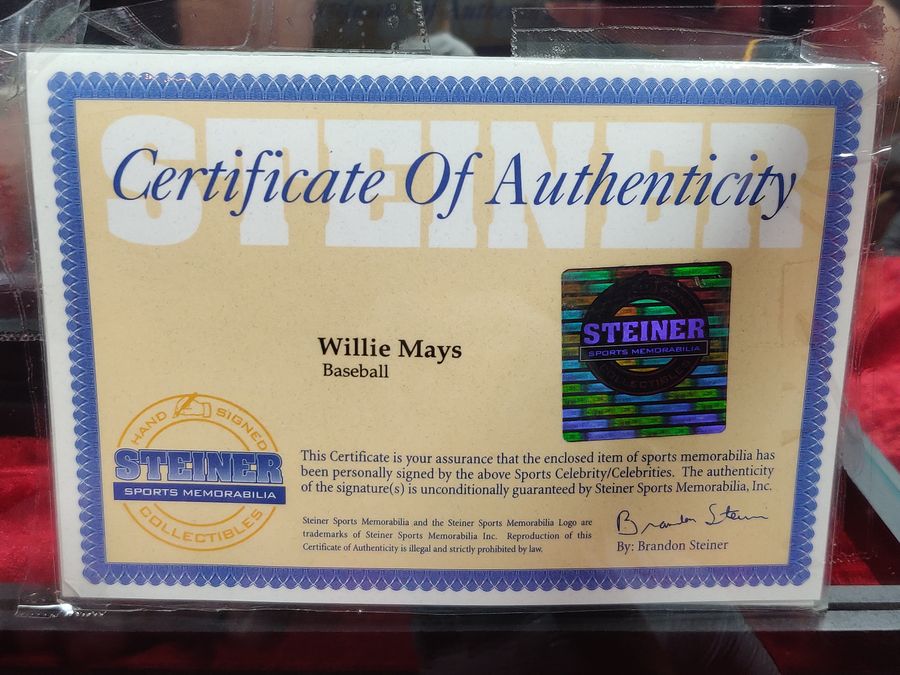 STEINER
Certificate Of Authenticity
Willie Mays
Baseball
STEINER
SPORTS MEMORABILIA
COLLECTIBLES
HAND SIGNED
STEINER
SPORTS MEMORABILIA
COLLECTIBLES
This Certificate is your assurance that the enclosed item of sports memorabilia has
been personally signed by the above Sports Celebrity/Celebrities. The authenticity
of the signature(s) is unconditionally guaranteed by Steiner Sports Memorabilia, Inc.
Steiner Sports Memorabilia and the Steiner Sports Memorabilia Logo are
trademarks of Steiner Sports Memorabilia Inc. Reproduction of this
Certificate of Authenticity is illegal and strictly prohibited by law.
Brandon Steiner
By: Brandon Steiner